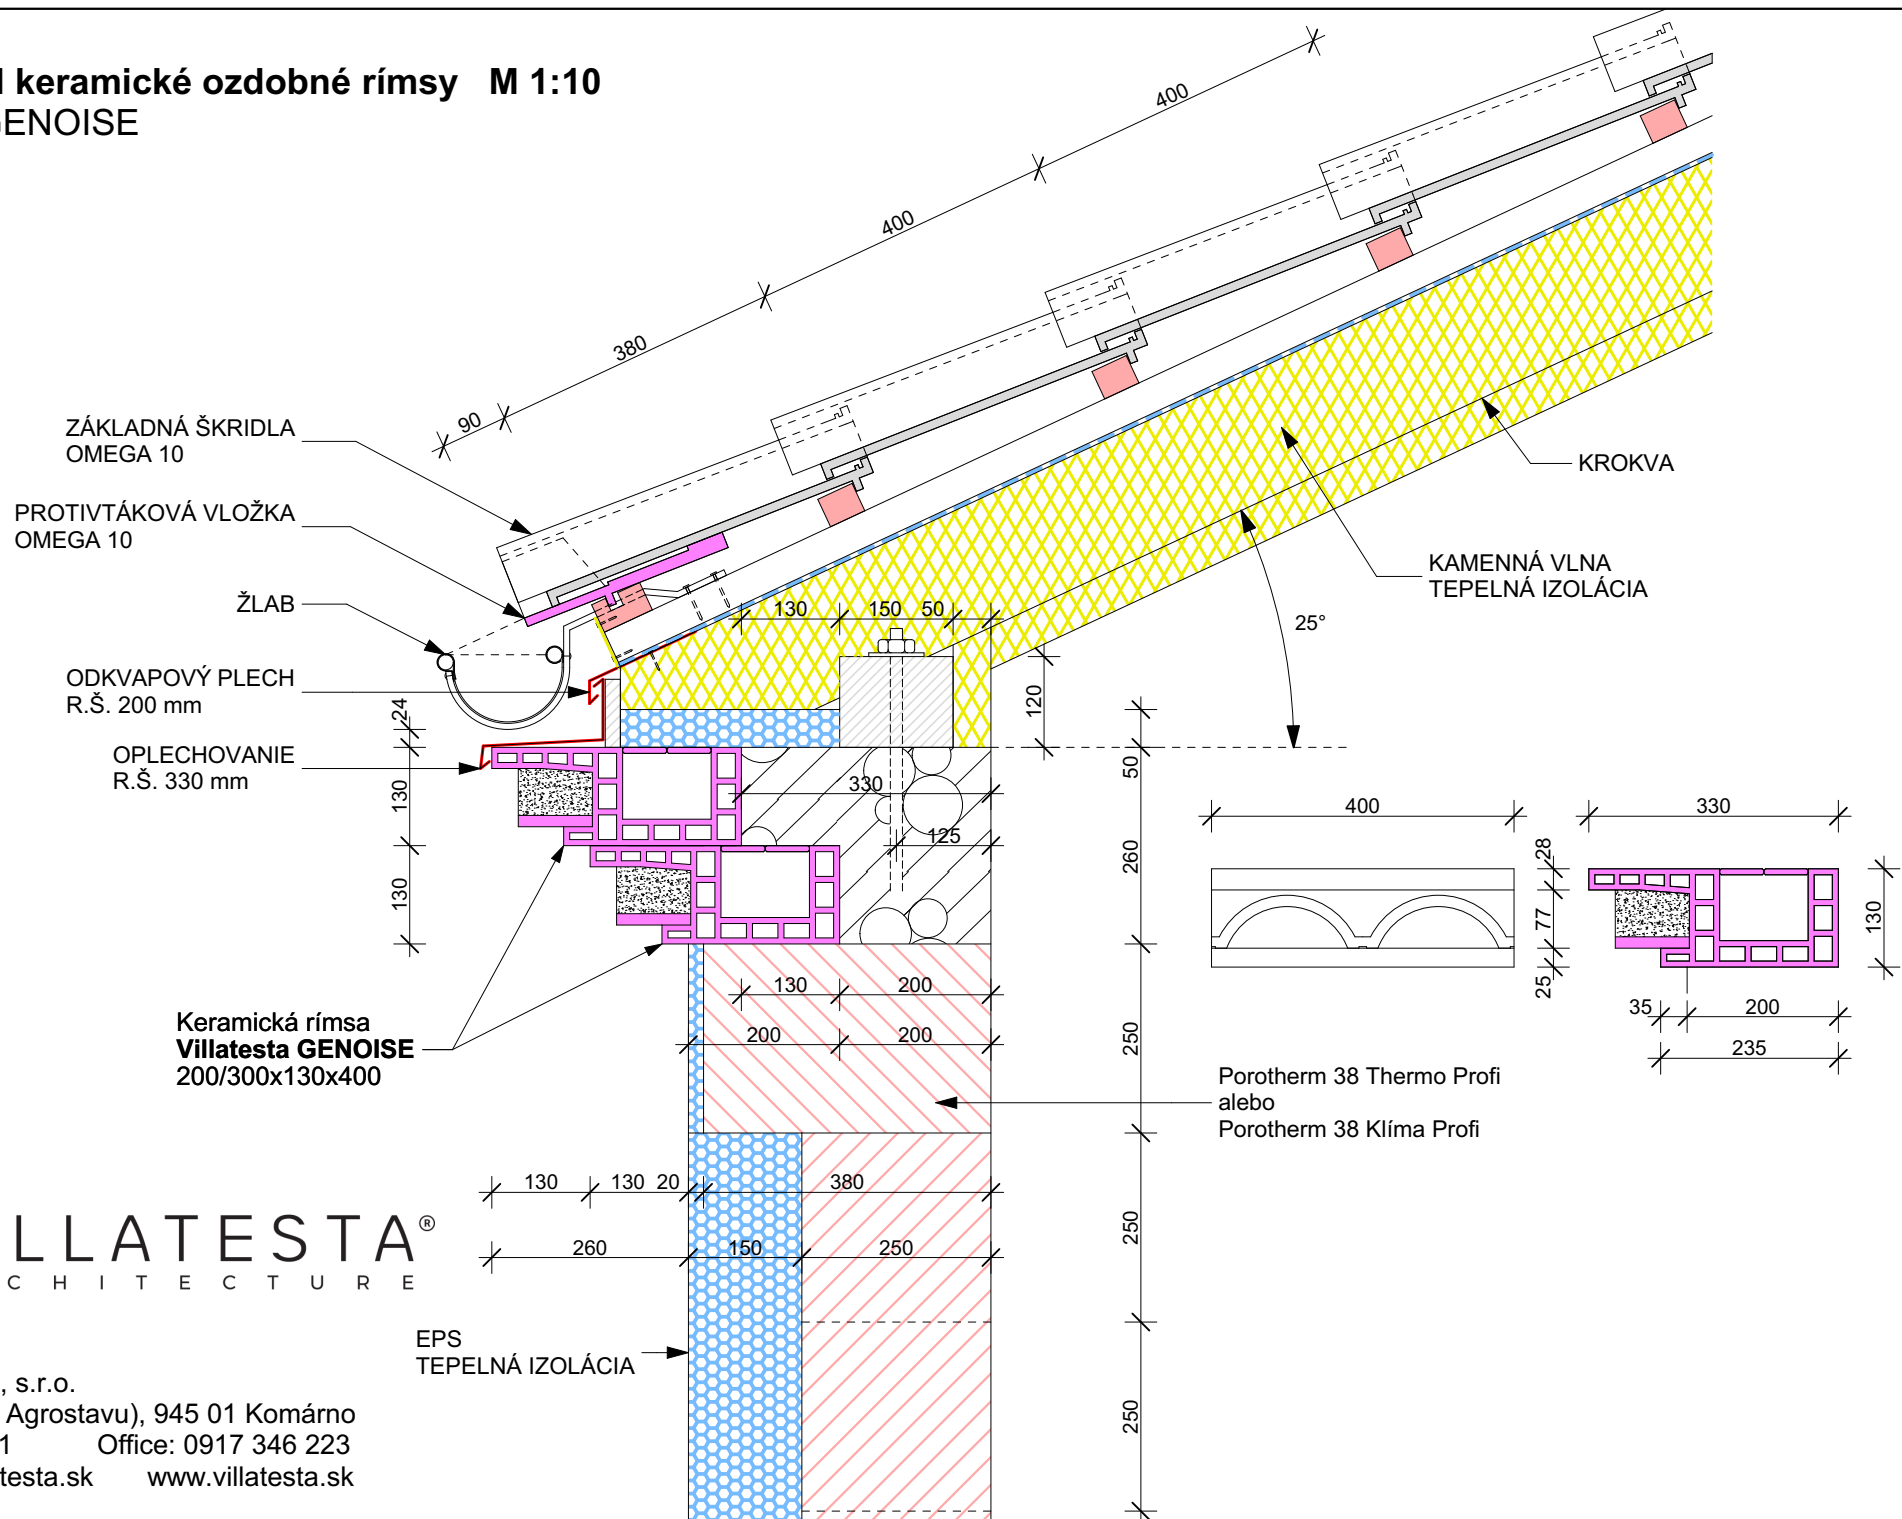 keramické ozdobné rímsy M 1:10
GENOISE
400
400
380
90
ZÁKLADNÁ ŠKRIDLA
OMEGA 10
PROTIVTÁKOVÁ VLOŽKA
OMEGA 10
ŽLAB
ODKVAPOVÝ PLECH
R.Š. 200 mm
OPLECHOVANIE
R.Š. 330 mm
KROKVA
KAMENNÁ VLNA
TEPELNÁ IZOLÁCIA
25°
130 150 50
120
24
130
130
330
125
50
260
250
250
250
400
330
28
77
25
130
35 200
235
130 200
200 200
Keramická rímsa
Villatesta GENOISE
200/300x130x400
Porotherm 38 Thermo Profi
alebo
Porotherm 38 Klíma Profi
130 130 20 380
260 150 250
LLATESTA®
CHITECTURE
EPS
TEPELNÁ IZOLÁCIA
, s.r.o.
Agrostavu), 945 01 Komárno
1 Office: 0917 346 223
testa.sk www.villatesta.sk